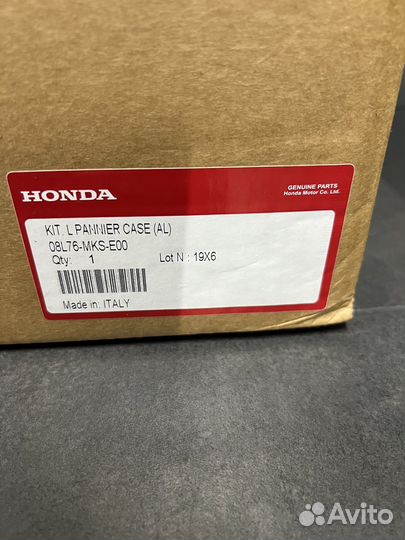 HONDA
GENUINE PARTS
Honda Motor Co., Ltd.
KIT. L PANNIER CASE (AL)
08L76-MKS-E00
Qty: 1 Lot N : 19X6
Made in: ITALY
Avito